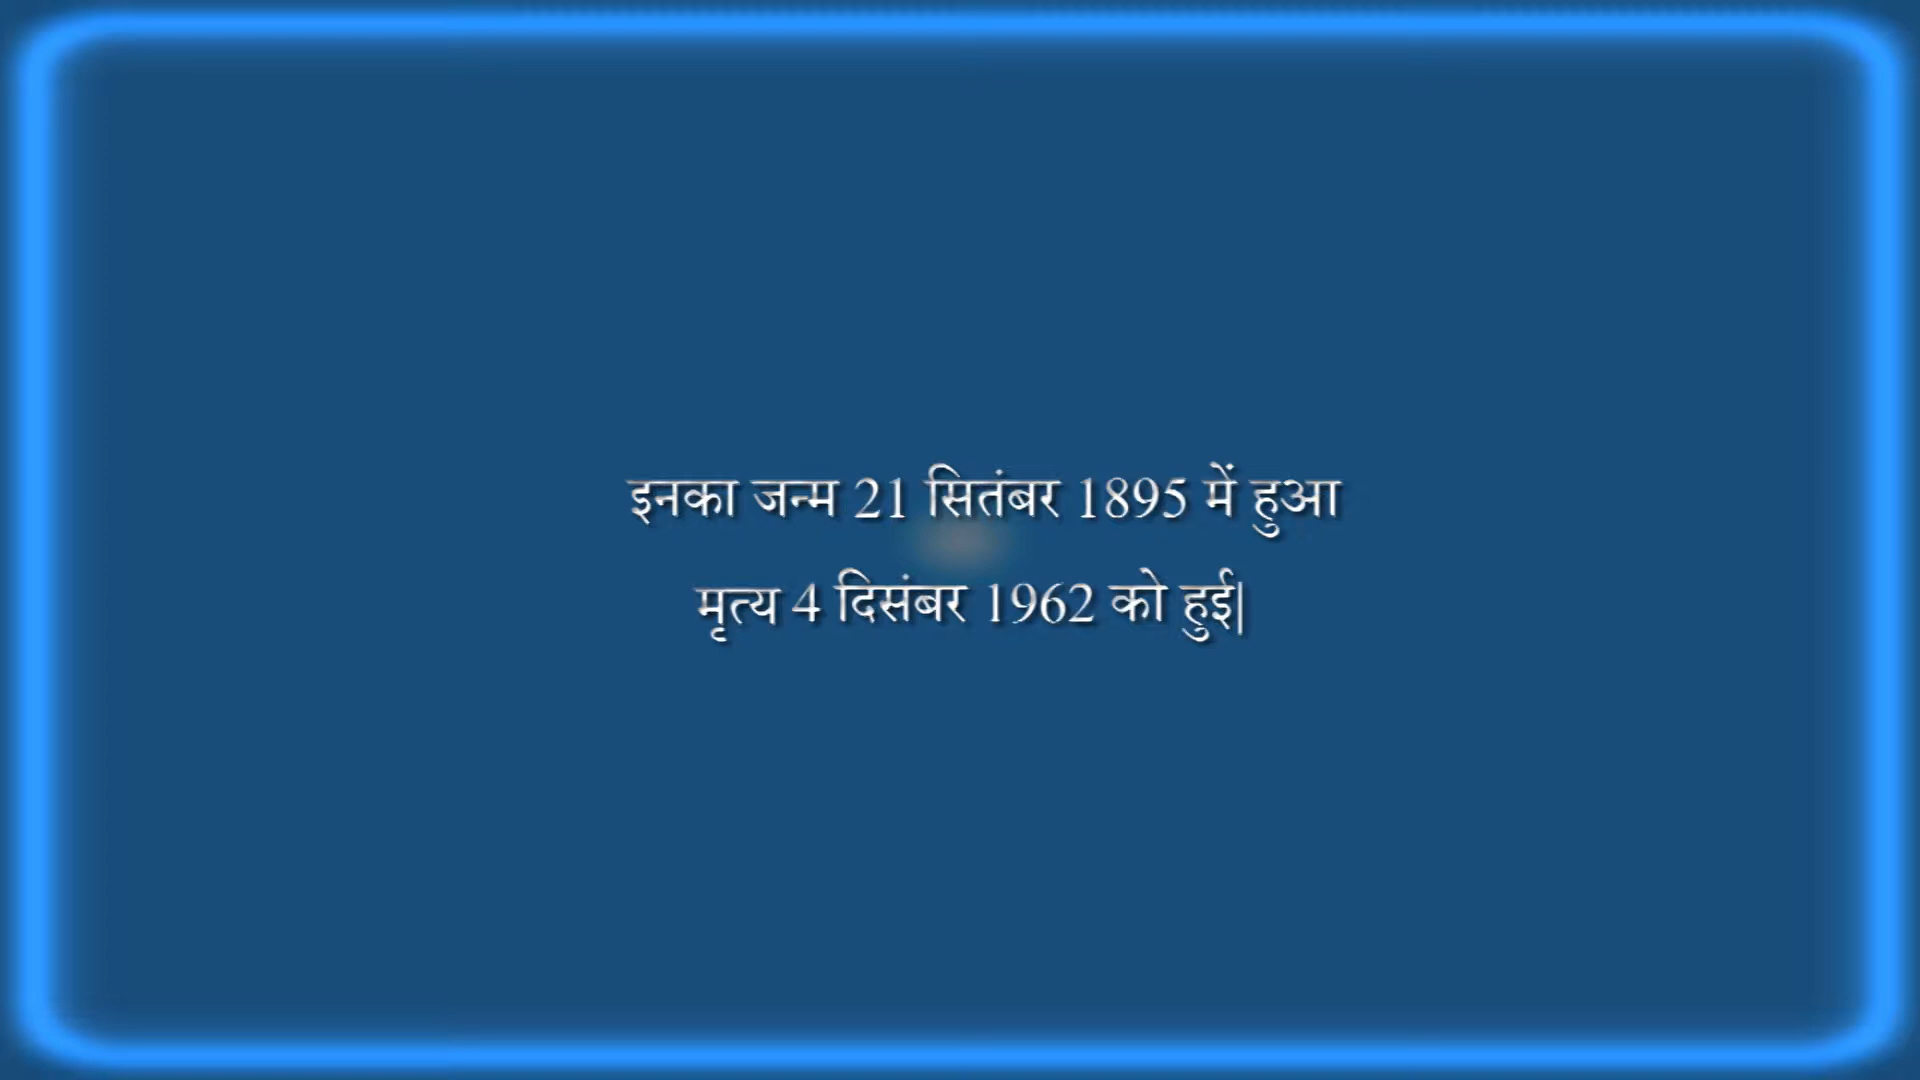 इनका जन्म 21 सितंबर 1895 में हुआ
मृत्य 4 दिसंबर 1962 को हुई|